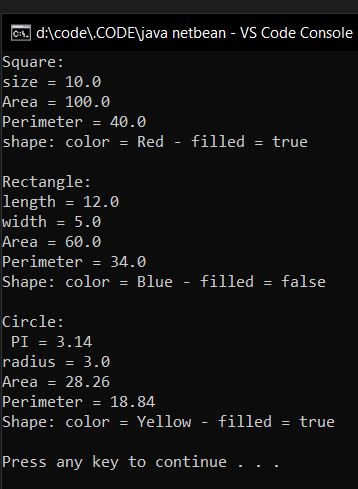 d:\code\.CODE\java netbean - VS Code Console
Square:
size = 10.0
Area = 100.0
Perimeter = 40.0
shape: color = Red - filled = true
Rectangle:
length = 12.0
width = 5.0
Area = 60.0
Perimeter = 34.0
Shape: color = Blue - filled = false
Circle:
 PI = 3.14
radius = 3.0
Area = 28.26
Perimeter = 18.84
Shape: color = Yellow - filled = true
Press any key to continue . . .